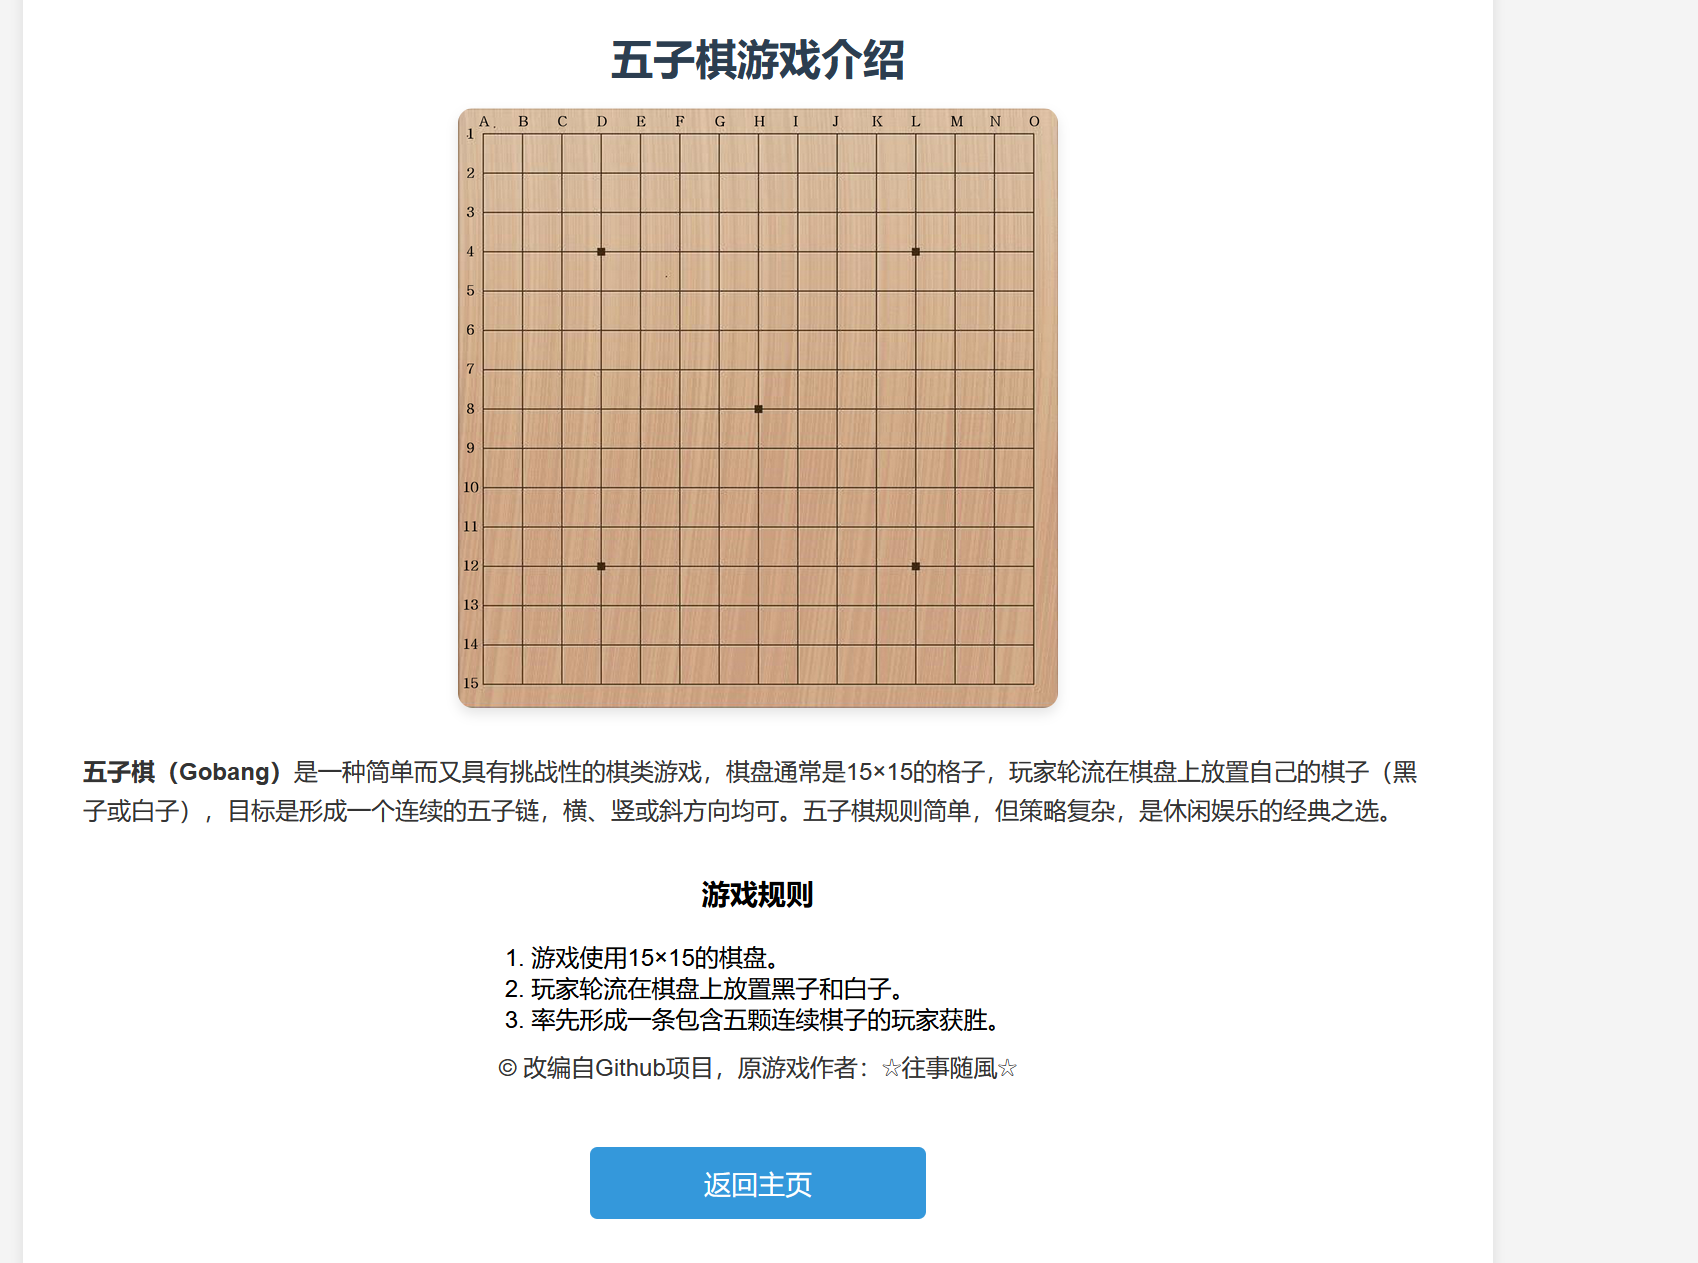 五子棋游戏介绍
A B C D E F G H I J K L M N O
1
2
3
4
5
6
7
8
9
10
11
12
13
14
15
五子棋（Gobang）是一种简单而又具有挑战性的棋类游戏，棋盘通常是15×15的格子，玩家轮流在棋盘上放置自己的棋子（黑
子或白子），目标是形成一个连续的五子链，横、竖或斜方向均可。五子棋规则简单，但策略复杂，是休闲娱乐的经典之选。
游戏规则
1. 游戏使用15×15的棋盘。
2. 玩家轮流在棋盘上放置黑子和白子。
3. 率先形成一条包含五颗连续棋子的玩家获胜。
© 改编自Github项目，原游戏作者：☆往事随風☆
返回主页